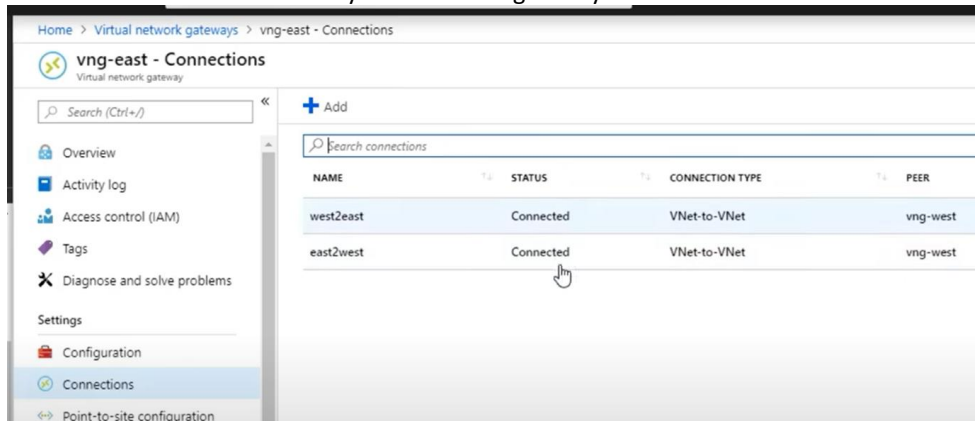 Home > Virtual network gateways > vng-east - Connections
vng-east - Connections
Virtual network gateway
Search (Ctrl+/)
«
Overview
Activity log
Access control (IAM)
Tags
Diagnose and solve problems
Settings
Configuration
Connections
Point-to-site configuration
+ Add
Search connections
NAME STATUS CONNECTION TYPE PEER
west2east Connected VNet-to-VNet vng-west
east2west Connected VNet-to-VNet vng-west